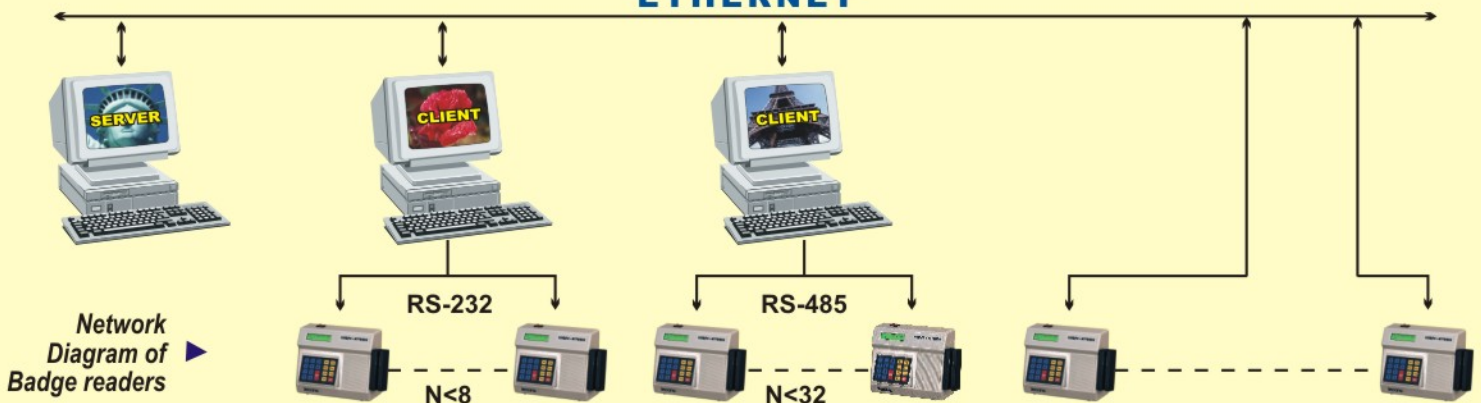 ETHERNET
SERVER
CLIENT
CLIENT
RS-232
RS-485
Network
Diagram of
Badge readers
N<8
N<32